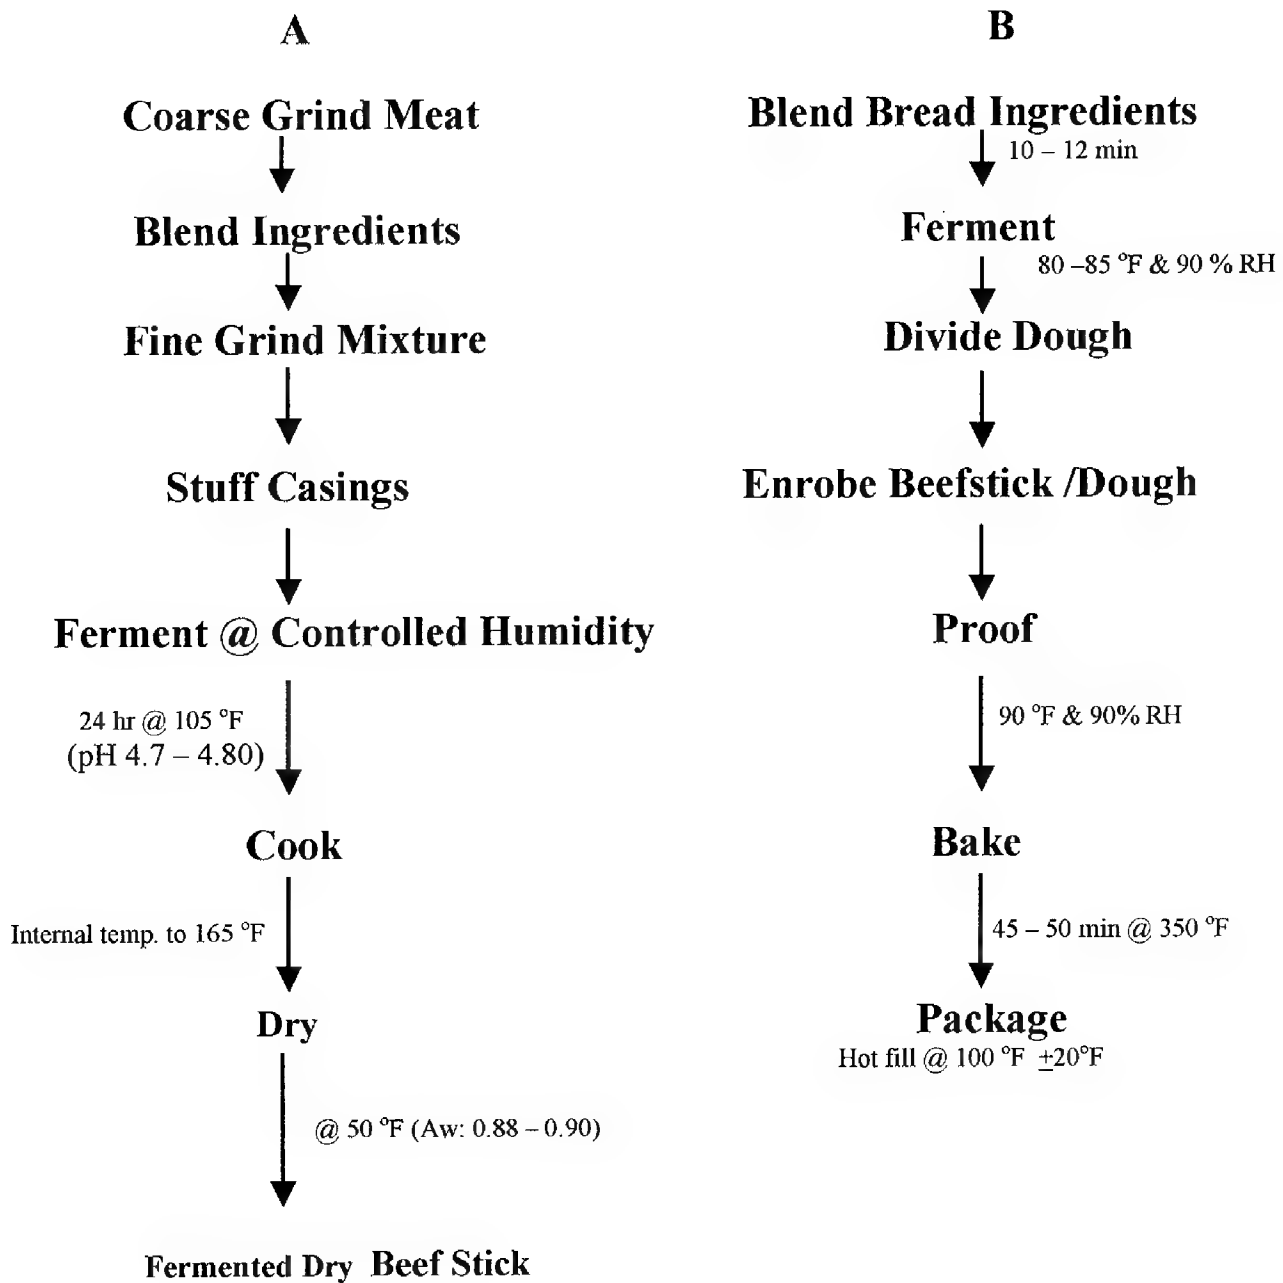 A
Coarse Grind Meat
Blend Ingredients
Fine Grind Mixture
Stuff Casings
Ferment @ Controlled Humidity
24 hr @ 105 °F
(pH 4.7 – 4.80)
Cook
Internal temp. to 165 °F
Dry
@ 50 °F (Aw: 0.88 – 0.90)
Fermented Dry Beef Stick
B
Blend Bread Ingredients
10 – 12 min
Ferment
80 –85 °F & 90 % RH
Divide Dough
Enrobe Beefstick /Dough
Proof
90 °F & 90% RH
Bake
45 – 50 min @ 350 °F
Package
Hot fill @ 100 °F ±20°F